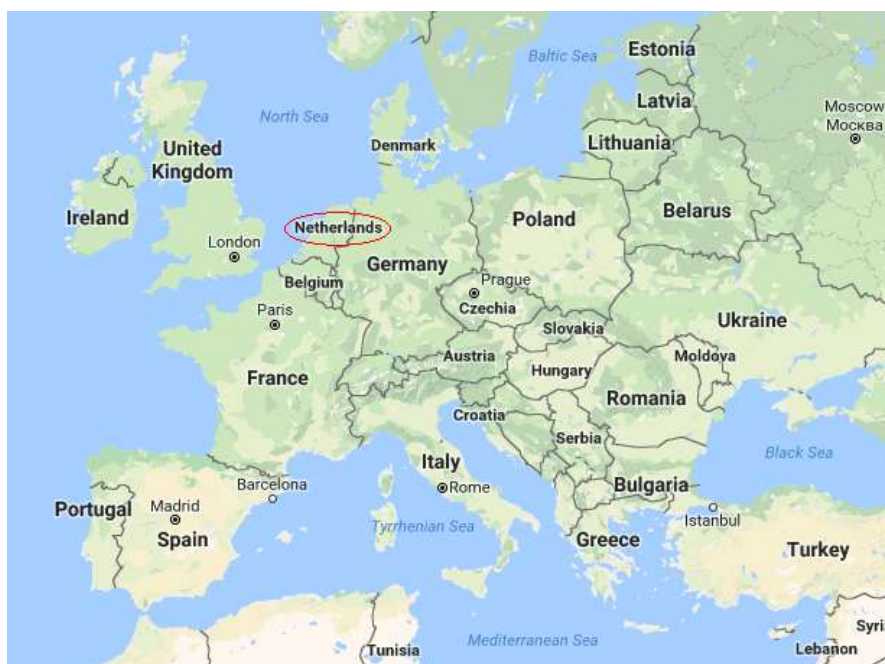 Estonia
Baltic Sea
Latvia
Moscow
Москва
North Sea
Denmark
Lithuania
United
Kingdom
Ireland
Netherlands
Poland
Belarus
London
Germany
Belgium
Prague
Czechia
Paris
Slovakia
Ukraine
Austria
Moldova
France
Hungary
Romania
Croatia
Serbia
Black Sea
Italy
Barcelona
Rome
Bulgaria
Portugal
Madrid
Spain
Tyrrhenian Sea
Istanbul
Greece
Turkey
Tunisia
Mediterranean Sea
Syri
Lebanon